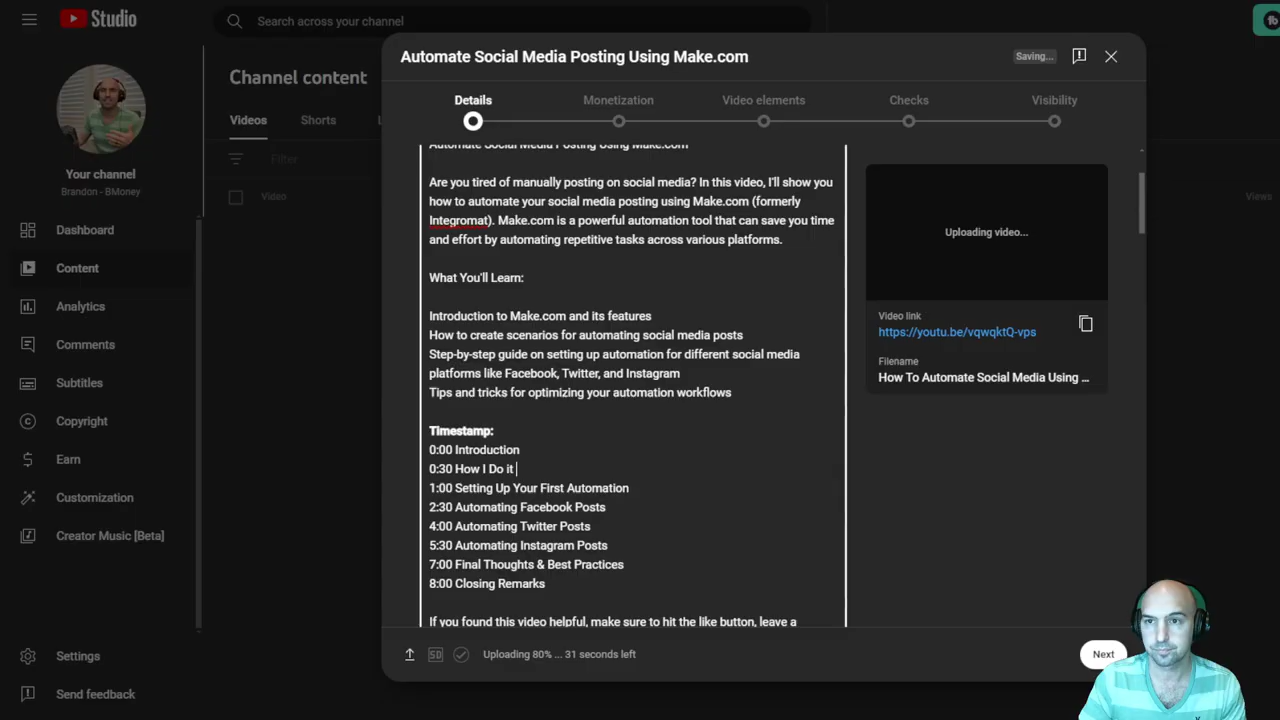 Studio
Search across your channel
Automate Social Media Posting Using Make.com
Saving...
Channel content
Details
Monetization
Video elements
Checks
Visibility
Videos
Shorts
Filter
Your channel
Brandon - BMoney
Video
Views
Automate Social Media Posting Using Make.com
Are you tired of manually posting on social media? In this video, I'll show you
how to automate your social media posting using Make.com (formerly
Integromat). Make.com is a powerful automation tool that can save you time
and effort by automating repetitive tasks across various platforms.
What You'll Learn:
Introduction to Make.com and its features
How to create scenarios for automating social media posts
Step-by-step guide on setting up automation for different social media
platforms like Facebook, Twitter, and Instagram
Tips and tricks for optimizing your automation workflows
Timestamp:
0:00 Introduction
0:30 How I Do it
1:00 Setting Up Your First Automation
2:30 Automating Facebook Posts
4:00 Automating Twitter Posts
5:30 Automating Instagram Posts
7:00 Final Thoughts & Best Practices
8:00 Closing Remarks
If you found this video helpful, make sure to hit the like button, leave a
Uploading video...
Video link
https://youtu.be/vqwqktQ-vps
Filename
How To Automate Social Media Using ...
Dashboard
Content
Analytics
Comments
Subtitles
Copyright
Earn
Customization
Creator Music [Beta]
Settings
Send feedback
SD
Uploading 80% ... 31 seconds left
Next